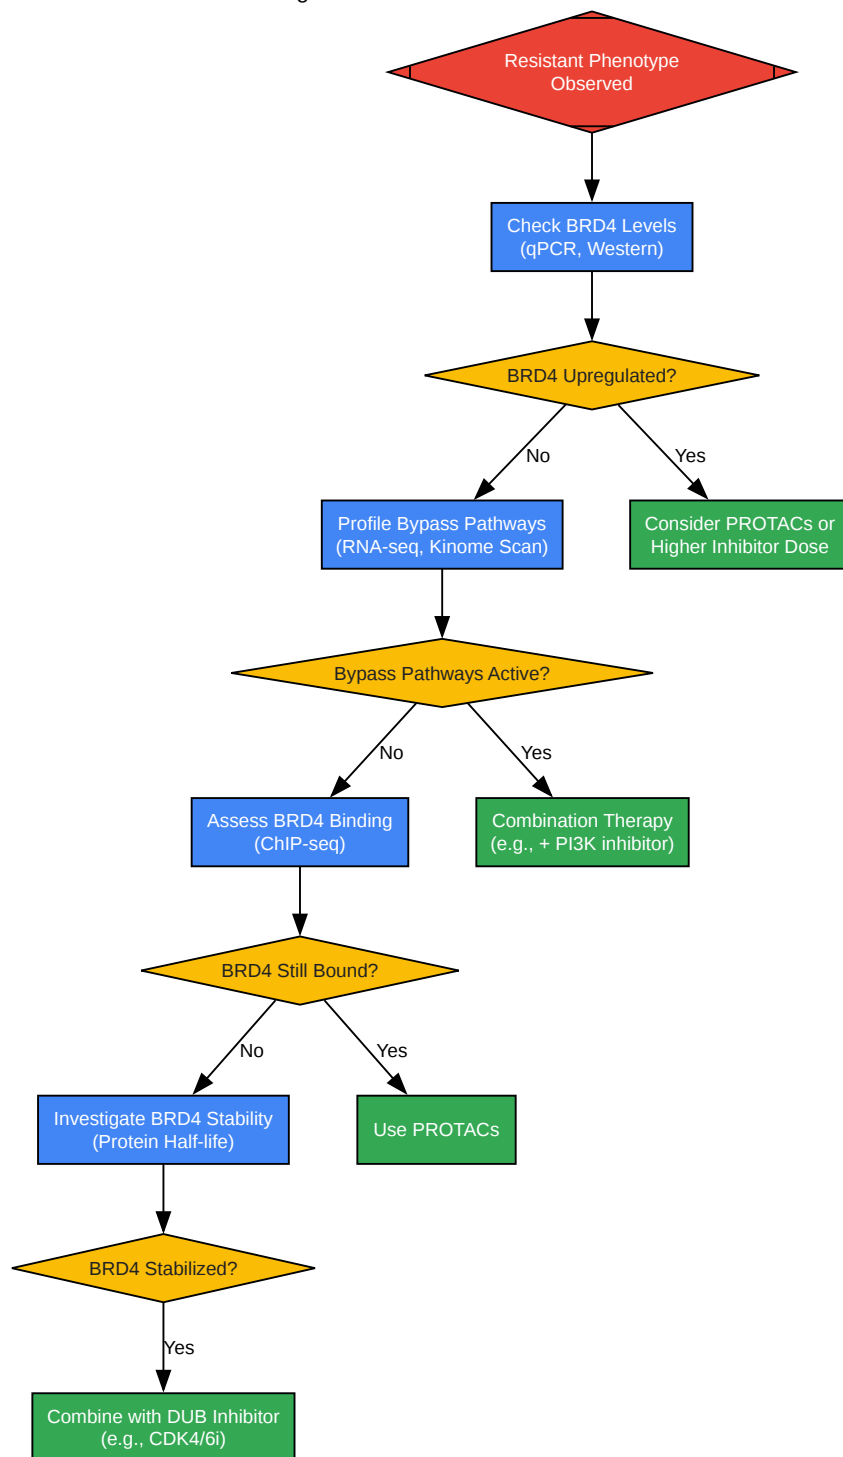 Resistant Phenotype
Observed
Check BRD4 Levels
(qPCR, Western)
BRD4 Upregulated?
No
Yes
Profile Bypass Pathways
(RNA-seq, Kinome Scan)
Consider PROTACs or
Higher Inhibitor Dose
Bypass Pathways Active?
No
Yes
Assess BRD4 Binding
(ChIP-seq)
Combination Therapy
(e.g., + PI3K inhibitor)
BRD4 Still Bound?
No
Yes
Investigate BRD4 Stability
(Protein Half-life)
Use PROTACs
BRD4 Stabilized?
Yes
Combine with DUB Inhibitor
(e.g., CDK4/6i)